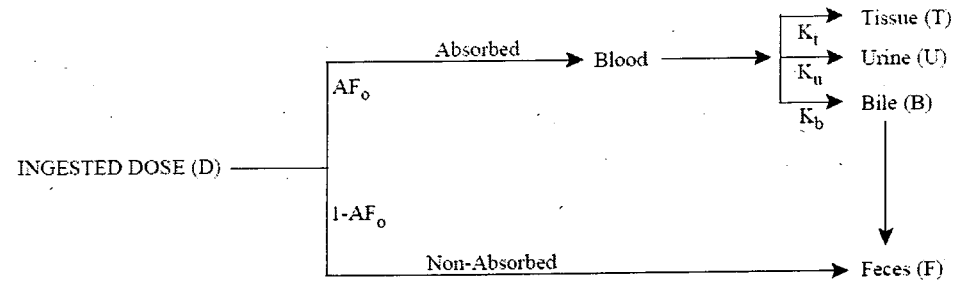 Tissue (T)
K_t
Absorbed
Blood
Urine (U)
K_u
AF_o
Bile (B)
K_b
INGESTED DOSE (D)
1-AF_o
Non-Absorbed
Feces (F)